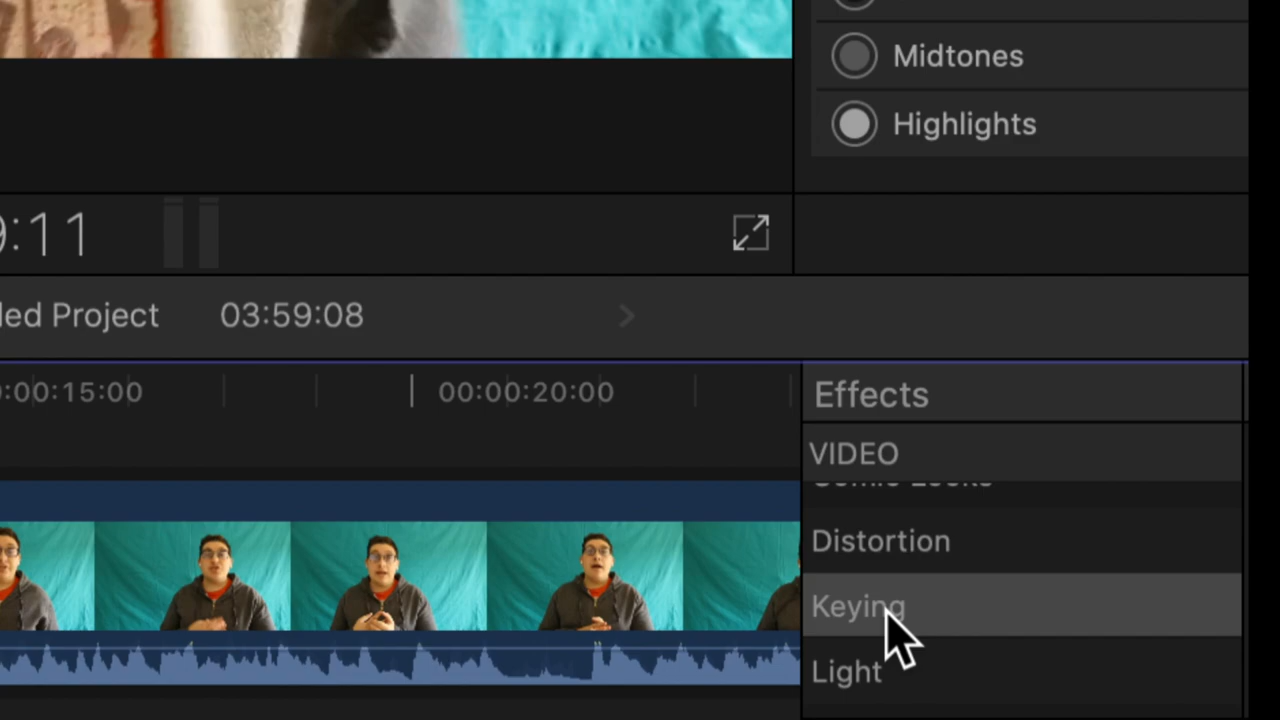 Midtones
Highlights
9:11
led Project 03:59:08
:00:15:00 00:00:20:00
Effects
VIDEO
Distortion
Keying
Light